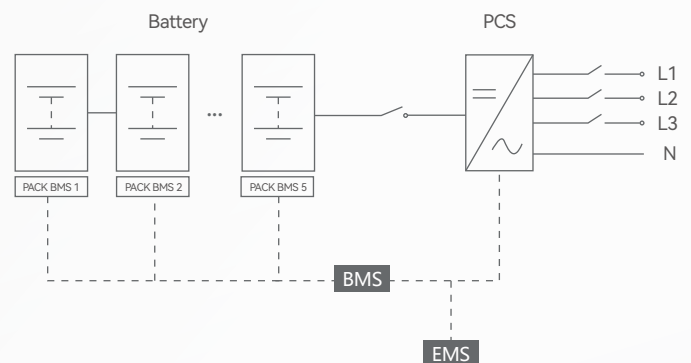 Battery
PCS
...
L1
L2
L3
N
PACK BMS 1
PACK BMS 2
PACK BMS 5
BMS
EMS